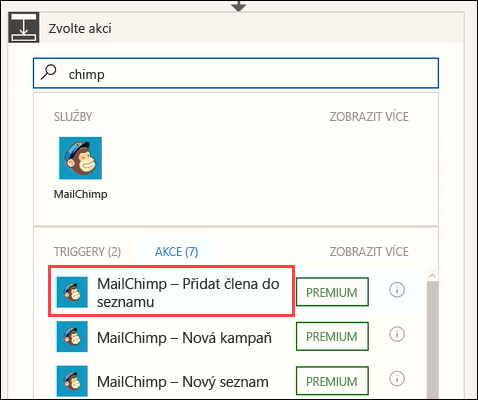 Zvolte akci
chimp
SLUŽBY
ZOBRAZIT VÍCE
MailChimp
TRIGGERY (2)
AKCE (7)
ZOBRAZIT VÍCE
MailChimp – Přidat člena do
seznamu
PREMIUM
MailChimp – Nová kampaň
PREMIUM
MailChimp – Nový seznam
PREMIUM